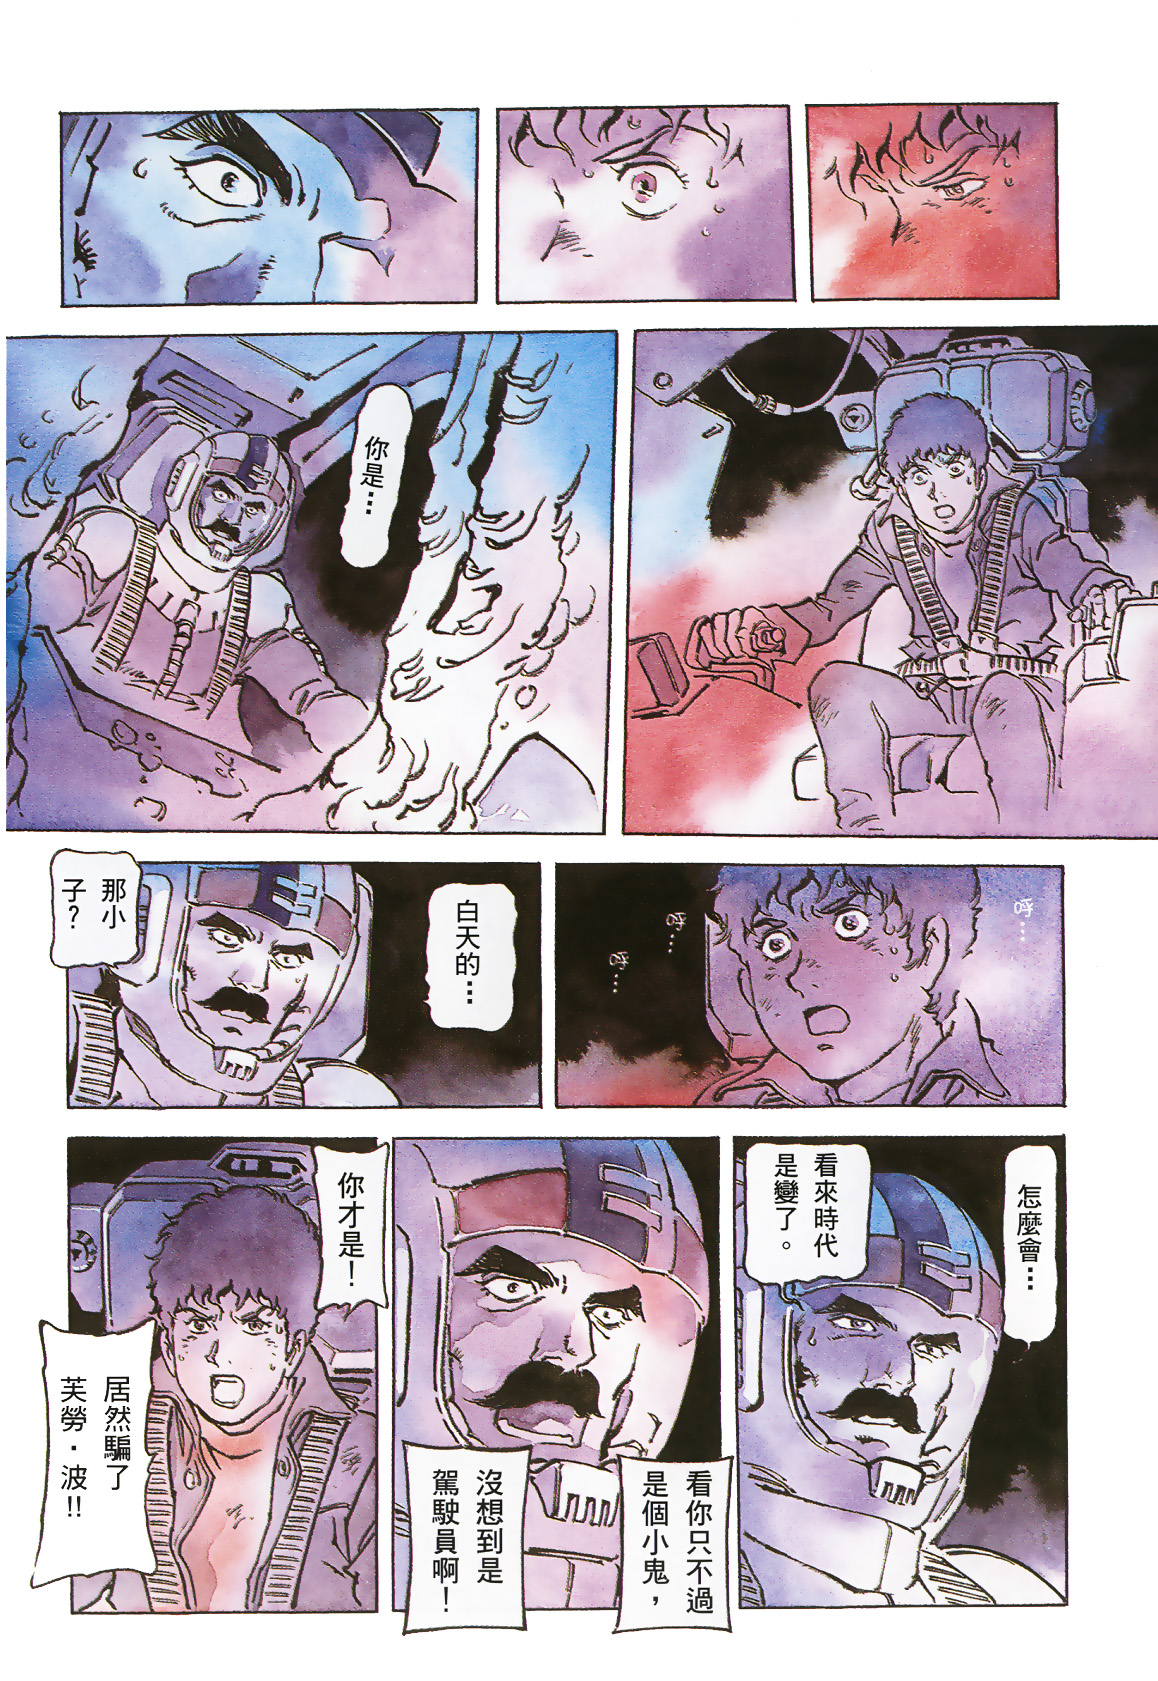 你是…
呼…
呼…
呼…
白天的…
那小
子?
怎麼會…
看來時代
是變了。
看你只不過
是個小鬼，
沒想到是
駕駛員啊！
你才是！
居然騙了
芙勞．波!!